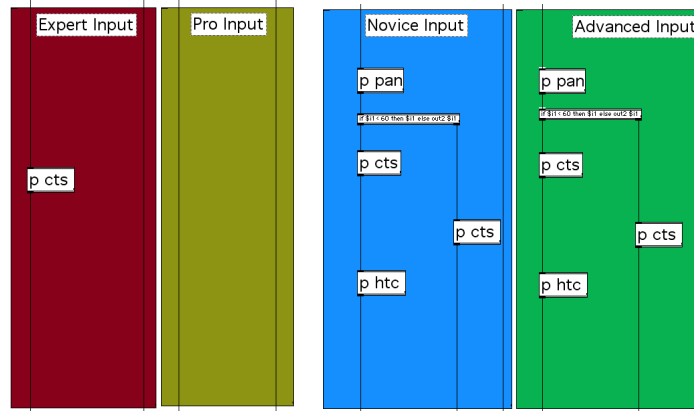 Expert Input
p cts
Pro Input
Novice Input
p pan
if $i1 < 60 then $i1 else out2 $i1
p cts
p cts
p htc
Advanced Input
p pan
if $i1 < 60 then $i1 else out2 $i1
p cts
p cts
p htc